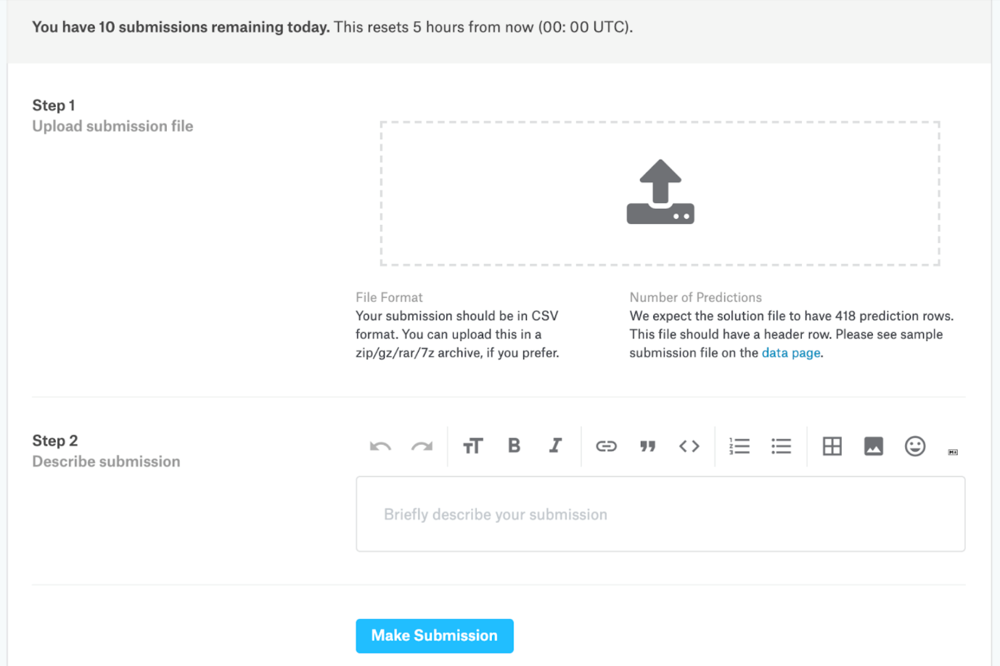 You have 10 submissions remaining today. This resets 5 hours from now (00: 00 UTC).
Step 1
Upload submission file
File Format
Your submission should be in CSV
format. You can upload this in a
zip/gz/rar/7z archive, if you prefer.
Number of Predictions
We expect the solution file to have 418 prediction rows.
This file should have a header row. Please see sample
submission file on the data page.
Step 2
Describe submission
Briefly describe your submission
Make Submission